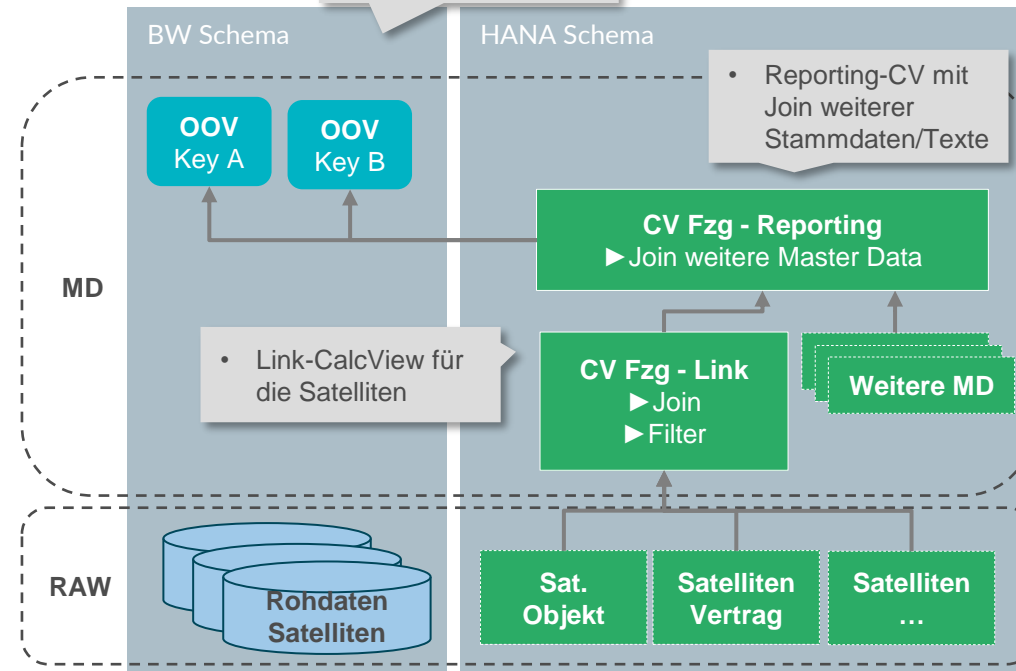 BW Schema
HANA Schema
• Reporting-CV mit
Join weiterer
Stammdaten/Texte
OOV
Key A
OOV
Key B
CV Fzg - Reporting
►Join weitere Master Data
MD
• Link-CalcView für
die Satelliten
CV Fzg - Link
►Join
►Filter
Weitere MD
RAW
Rohdaten
Satelliten
Sat.
Objekt
Satelliten
Vertrag
Satelliten
…